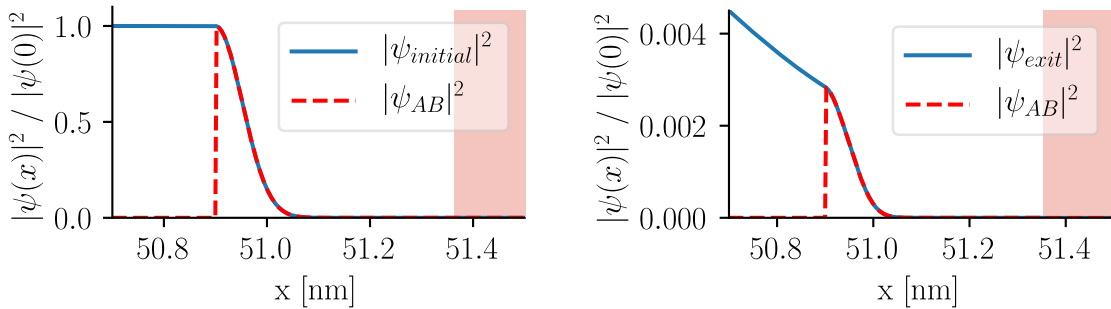 |ψ(x)|² / |ψ(0)|²
1.0
0.5
0.0
|ψ_initial|²
|ψ_AB|²
50.8 51.0 51.2 51.4
x [nm]
|ψ(x)|² / |ψ(0)|²
0.004
0.002
0.000
|ψ_exit|²
|ψ_AB|²
50.8 51.0 51.2 51.4
x [nm]